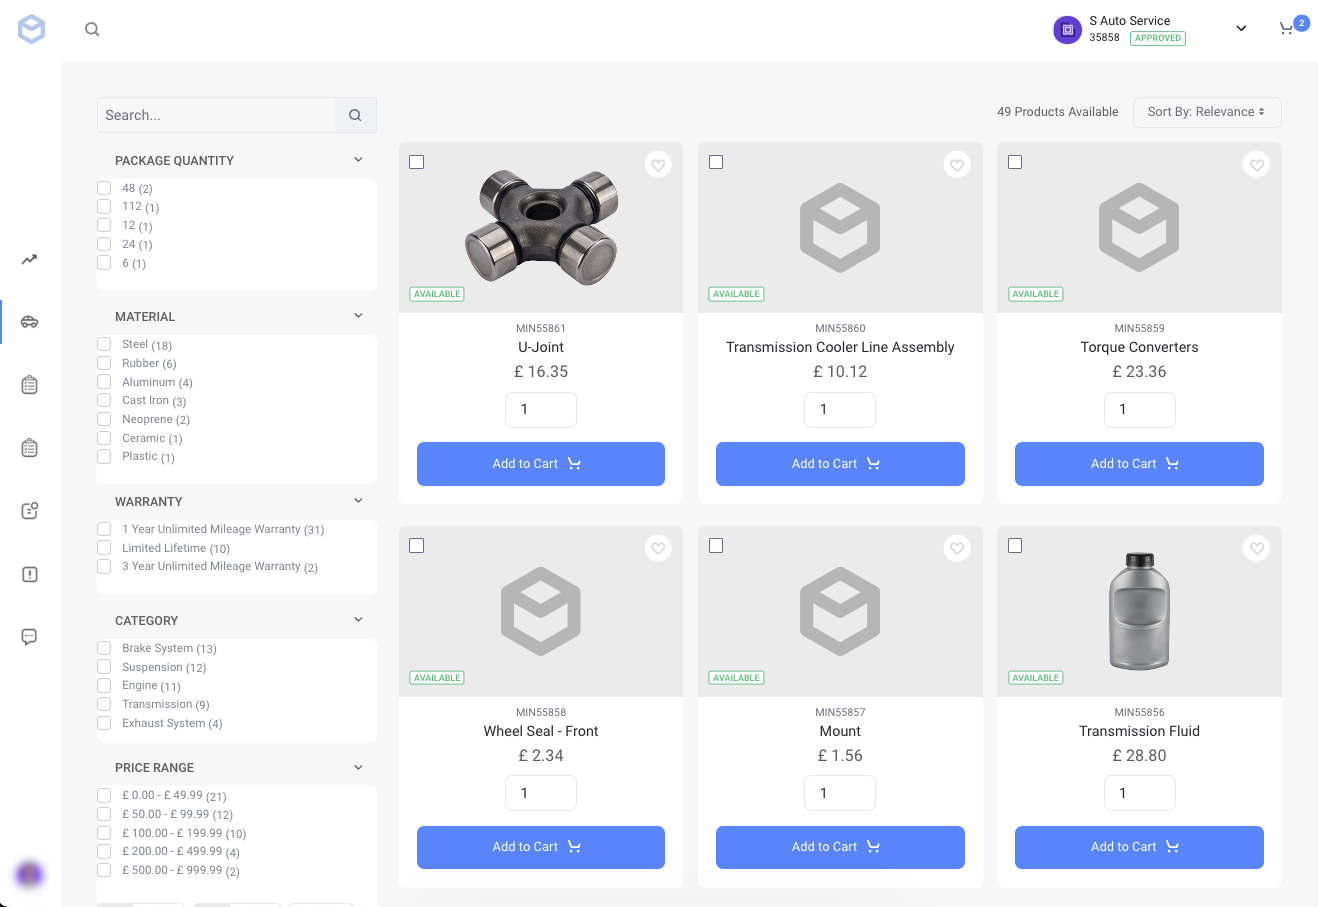 S Auto Service
35858 APPROVED
2
Search...
49 Products Available
Sort By: Relevance
PACKAGE QUANTITY
48 (2)
112 (1)
12 (1)
24 (1)
6 (1)
MATERIAL
Steel (18)
Rubber (6)
Aluminum (4)
Cast Iron (3)
Neoprene (2)
Ceramic (1)
Plastic (1)
WARRANTY
1 Year Unlimited Mileage Warranty (31)
Limited Lifetime (10)
3 Year Unlimited Mileage Warranty (2)
CATEGORY
Brake System (13)
Suspension (12)
Engine (11)
Transmission (9)
Exhaust System (4)
PRICE RANGE
£ 0.00 - £ 49.99 (21)
£ 50.00 - £ 99.99 (12)
£ 100.00 - £ 199.99 (10)
£ 200.00 - £ 499.99 (4)
£ 500.00 - £ 999.99 (2)
AVAILABLE
MIN55861
U-Joint
£ 16.35
1
Add to Cart
AVAILABLE
MIN55860
Transmission Cooler Line Assembly
£ 10.12
1
Add to Cart
AVAILABLE
MIN55859
Torque Converters
£ 23.36
1
Add to Cart
AVAILABLE
MIN55858
Wheel Seal - Front
£ 2.34
1
Add to Cart
AVAILABLE
MIN55857
Mount
£ 1.56
1
Add to Cart
AVAILABLE
MIN55856
Transmission Fluid
£ 28.80
1
Add to Cart